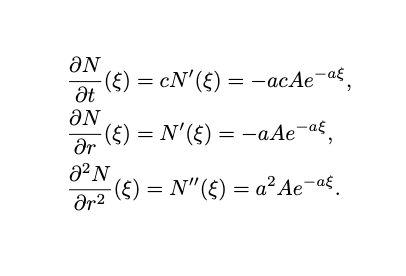 ∂N/∂t (ξ) = cN′(ξ) = −acAe^{−aξ},
∂N/∂r (ξ) = N′(ξ) = −aAe^{−aξ},
∂²N/∂r² (ξ) = N′′(ξ) = a²Ae^{−aξ}.